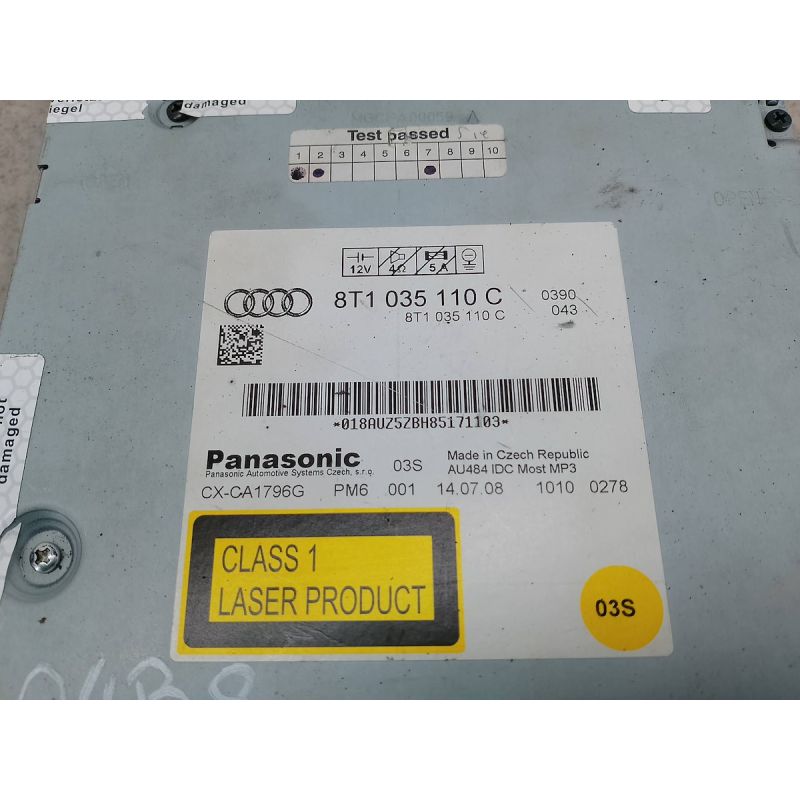 siegel
damaged
Test passed
1 2 3 4 5 6 7 8 9 10
12V 4Ω 5A
8T1 035 110 C 0390
8T1 035 110 C 043
*018AUZ5ZBH85171103*
not
damaged
Panasonic 03S Made in Czech Republic
Panasonic Automotive Systems Czech, s.r.o. AU484 IDC Most MP3
CX-CA1796G PM6 001 14.07.08 1010 0278
CLASS 1
LASER PRODUCT
03S